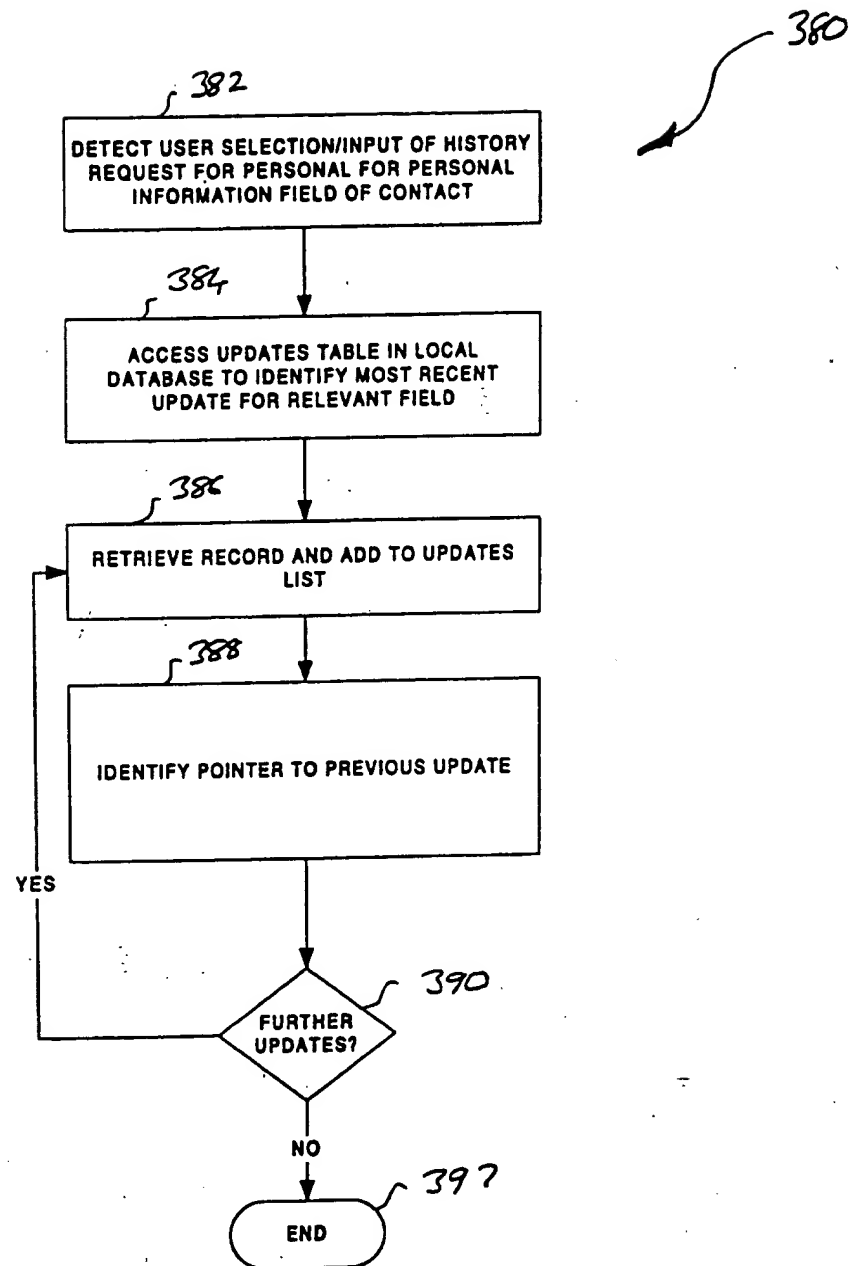 380
382
DETECT USER SELECTION/INPUT OF HISTORY
REQUEST FOR PERSONAL FOR PERSONAL
INFORMATION FIELD OF CONTACT
384
ACCESS UPDATES TABLE IN LOCAL
DATABASE TO IDENTIFY MOST RECENT
UPDATE FOR RELEVANT FIELD
386
RETRIEVE RECORD AND ADD TO UPDATES
LIST
388
IDENTIFY POINTER TO PREVIOUS UPDATE
YES
390
FURTHER
UPDATES?
NO
397
END